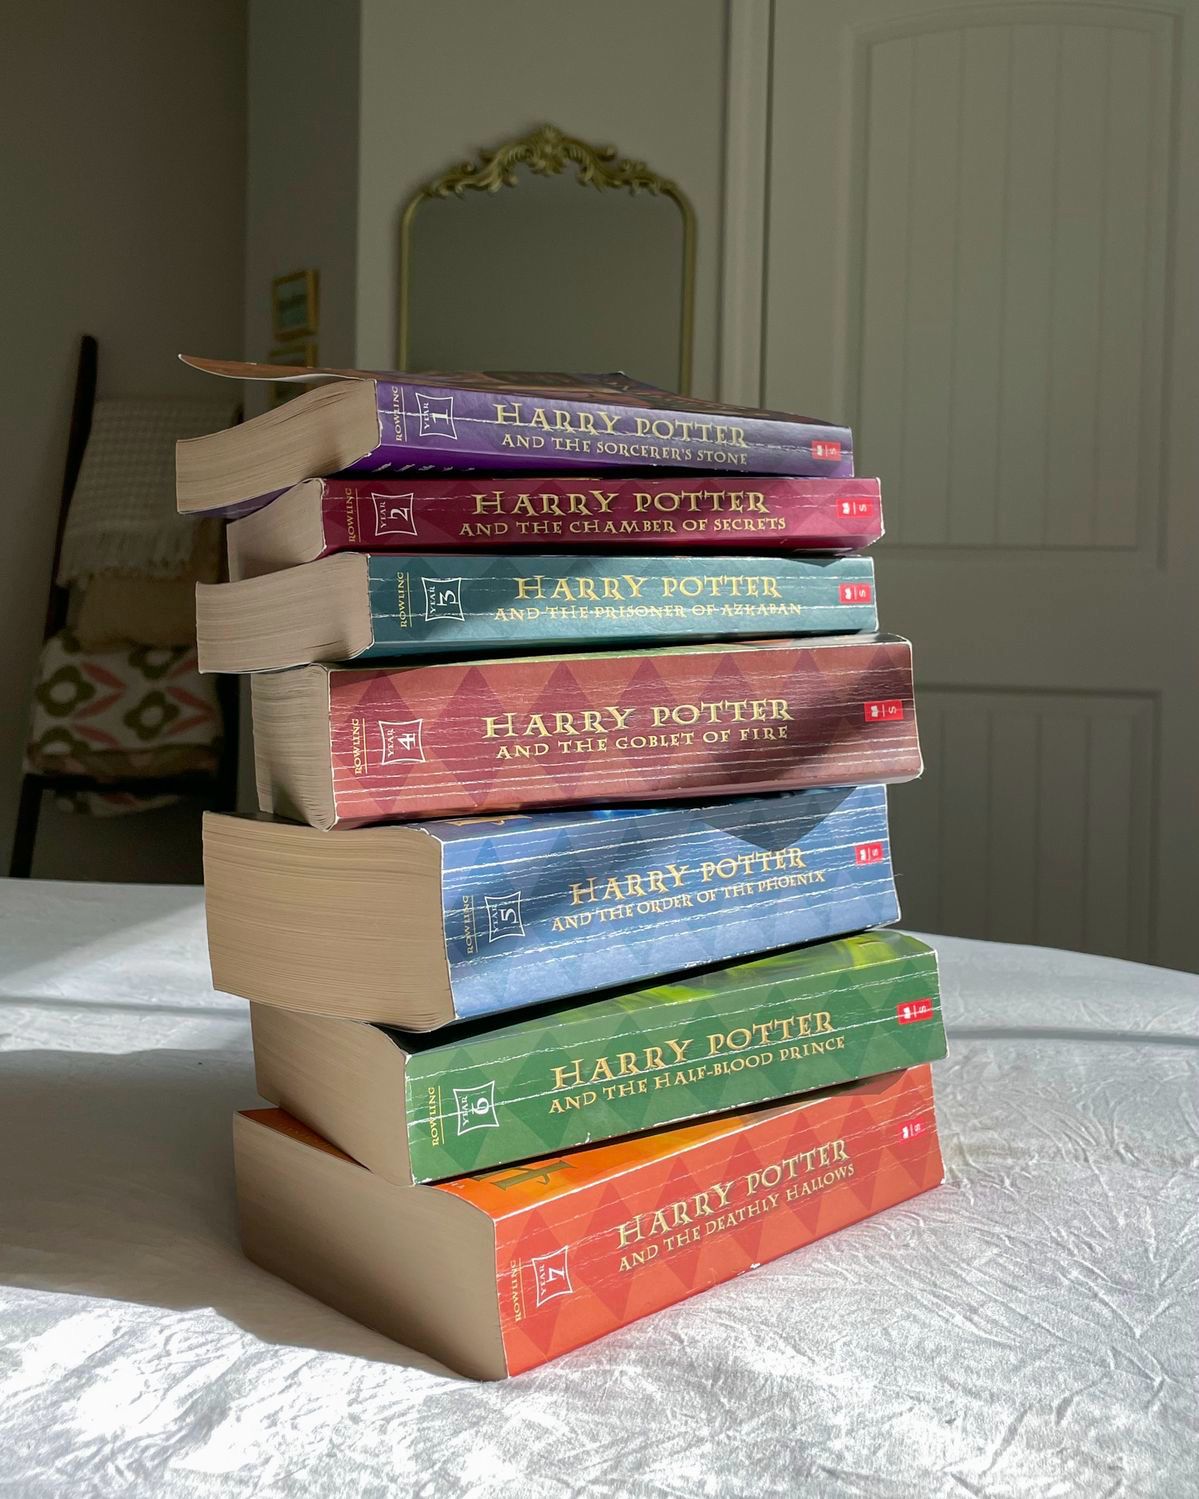 ROWLING
YEAR
1
HARRY POTTER
AND THE SORCERER'S STONE
S
ROWLING
YEAR
2
HARRY POTTER
AND THE CHAMBER OF SECRETS
S
ROWLING
YEAR
3
HARRY POTTER
AND THE PRISONER OF AZKABAN
S
ROWLING
YEAR
4
HARRY POTTER
AND THE GOBLET OF FIRE
S
ROWLING
YEAR
5
HARRY POTTER
AND THE ORDER OF THE PHOENIX
S
ROWLING
YEAR
6
HARRY POTTER
AND THE HALF-BLOOD PRINCE
S
ROWLING
YEAR
7
HARRY POTTER
AND THE DEATHLY HALLOWS
S